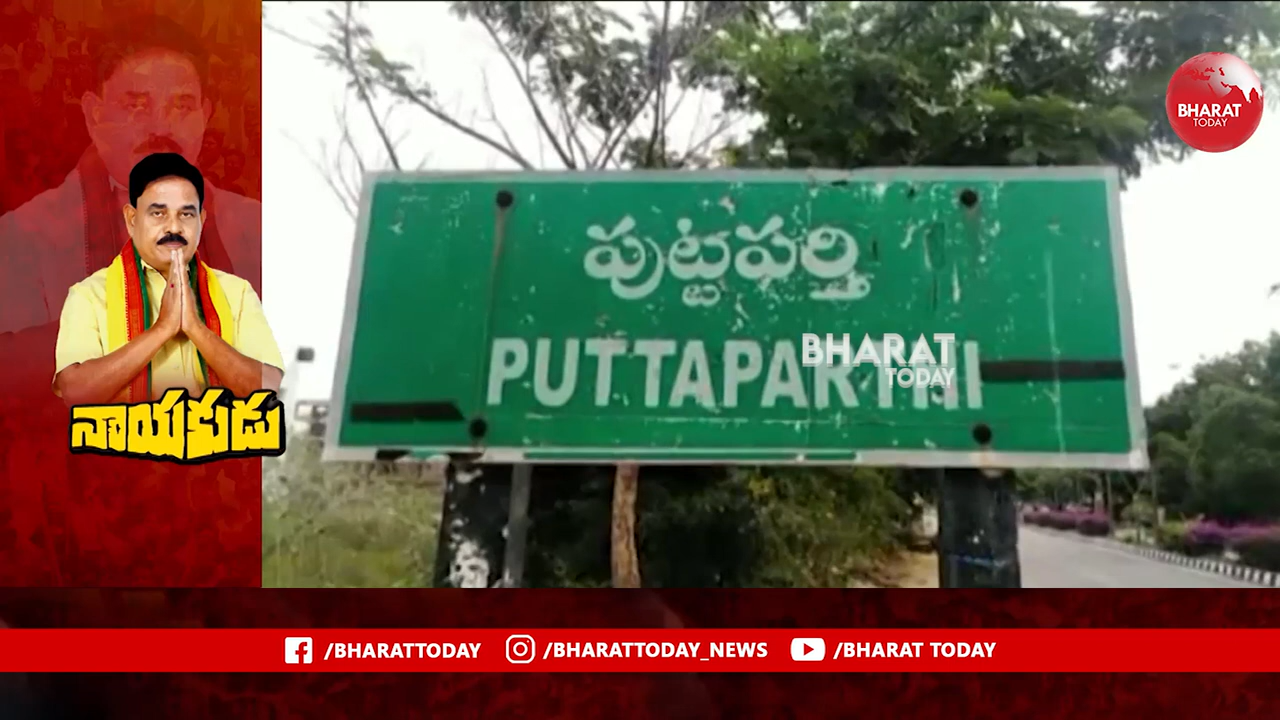 BHARAT
TODAY
పుట్టపర్తి
PUTTAPARTHI
BHARAT
TODAY
నాయకుడు
/BHARATTODAY
/BHARATTODAY_NEWS
/BHARAT TODAY